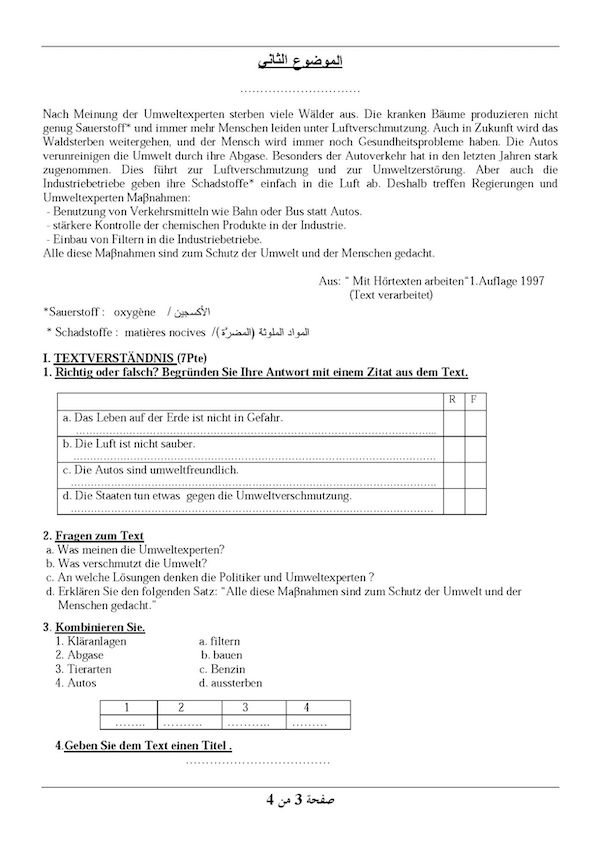 الموضوع الثاني
…………………………
Nach Meinung der Umweltexperten sterben viele Wälder aus. Die kranken Bäume produzieren nicht
genug Sauerstoff* und immer mehr Menschen leiden unter Luftverschmutzung. Auch in Zukunft wird das
Waldsterben weitergehen, und der Mensch wird immer noch Gesundheitsprobleme haben. Die Autos
verunreinigen die Umwelt durch ihre Abgase. Besonders der Autoverkehr hat in den letzten Jahren stark
zugenommen. Dies führt zur Luftverschmutzung und zur Umweltzerstörung. Aber auch die
Industriebetriebe geben ihre Schadstoffe* einfach in die Luft ab. Deshalb treffen Regierungen und
Umweltexperten Maβnahmen:
- Benutzung von Verkehrsmitteln wie Bahn oder Bus statt Autos.
- stärkere Kontrolle der chemischen Produkte in der Industrie.
- Einbau von Filtern in die Industriebetriebe.
Alle diese Maβnahmen sind zum Schutz der Umwelt und der Menschen gedacht.
Aus: “ Mit Hörtexten arbeiten“1.Auflage 1997
(Text verarbeitet)
*Sauerstoff : oxygène / الأكسجين
* Schadstoffe : matières nocives /( المواد الملوثة (المضرَّة
I. TEXTVERSTÄNDNIS (7Pte)
1. Richtig oder falsch? Begründen Sie Ihre Antwort mit einem Zitat aus dem Text.
R F
a. Das Leben auf der Erde ist nicht in Gefahr.
……………………………………………………………………………...
b. Die Luft ist nicht sauber.
………………………………………………………………………………
c. Die Autos sind umweltfreundlich.
………………………………………………………………………………
d. Die Staaten tun etwas gegen die Umweltverschmutzung.
………………………………………………………………………………
2. Fragen zum Text
a. Was meinen die Umweltexperten?
b. Was verschmutzt die Umwelt?
c. An welche Lösungen denken die Politiker und Umweltexperten ?
d. Erklären Sie den folgenden Satz: "Alle diese Maβnahmen sind zum Schutz der Umwelt und der
Menschen gedacht."
3. Kombinieren Sie.
1. Kläranlagen a. filtern
2. Abgase b. bauen
3. Tierarten c. Benzin
4. Autos d. aussterben
1 2 3 4
…….. ………. ……….. ………
4.Geben Sie dem Text einen Titel .
………………………………
صفحة 3 من 4